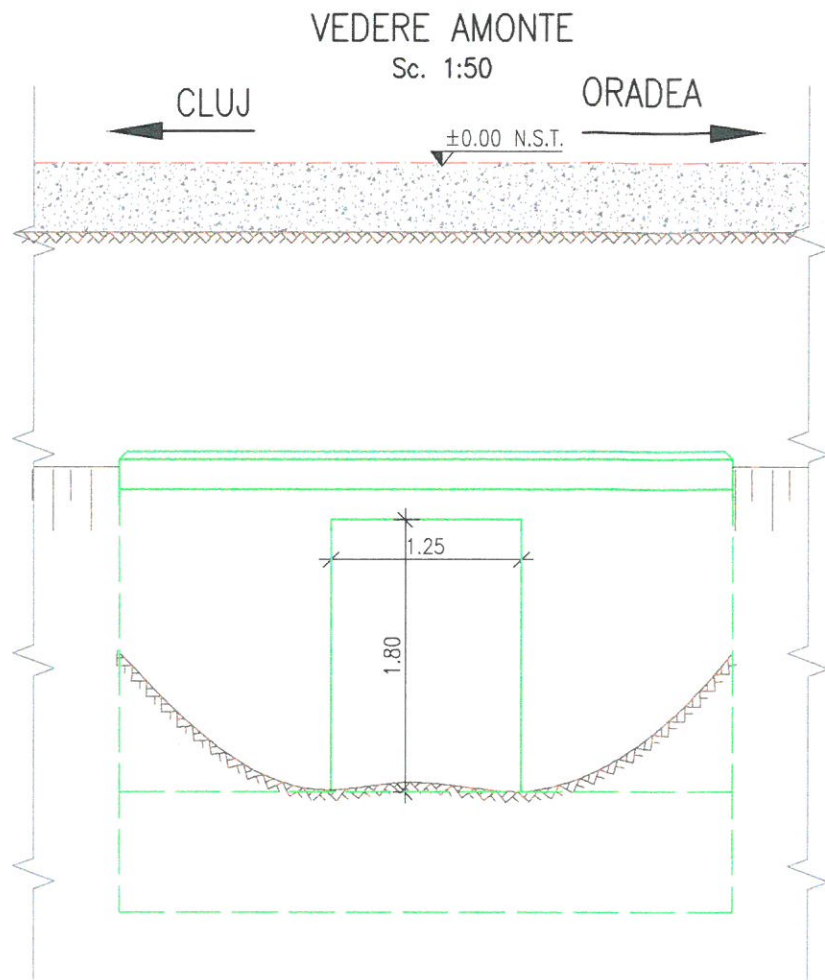 VEDERE AMONTE
Sc. 1:50
CLUJ
ORADEA
±0.00 N.S.T.
1.25
1.80